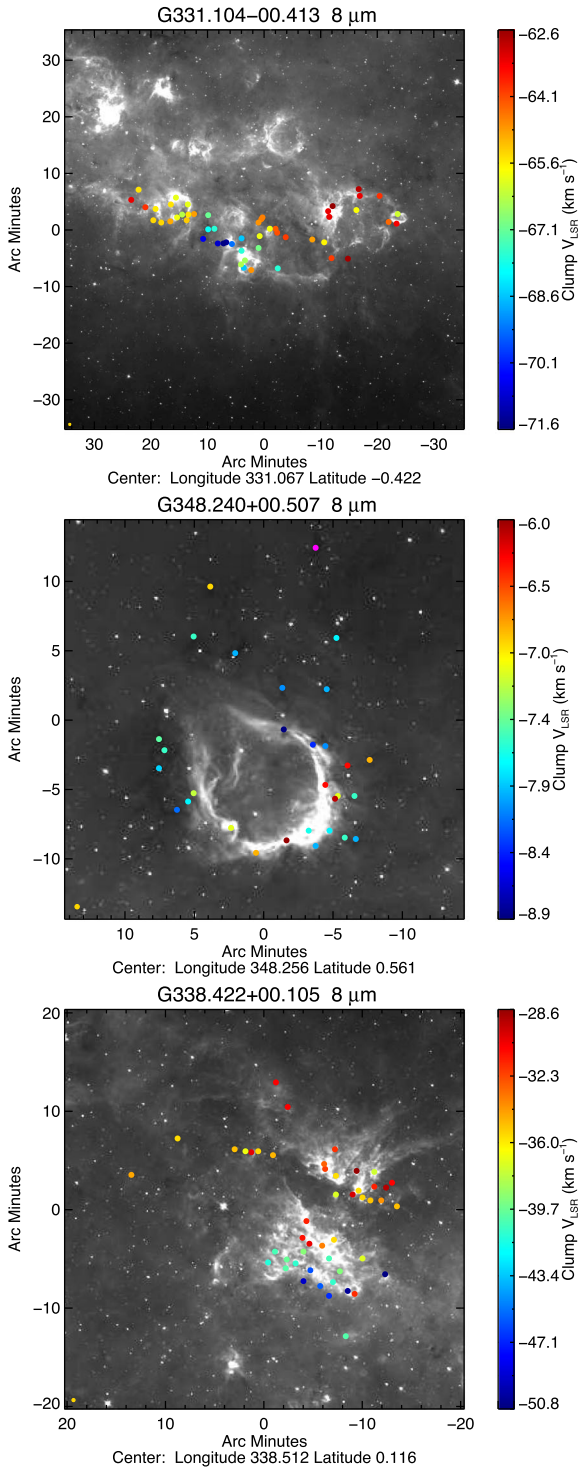 G331.104−00.413  8 μm
30
20
10
0
−10
−20
−30
Arc Minutes
30 20 10 0 −10 −20 −30
Arc Minutes
Center:  Longitude 331.067 Latitude −0.422
−62.6
−64.1
−65.6
−67.1
−68.6
−70.1
−71.6
Clump V_LSR (km s⁻¹)
G348.240+00.507  8 μm
10
5
0
−5
−10
Arc Minutes
10 5 0 −5 −10
Arc Minutes
Center:  Longitude 348.256 Latitude 0.561
−6.0
−6.5
−7.0
−7.4
−7.9
−8.4
−8.9
Clump V_LSR (km s⁻¹)
G338.422+00.105  8 μm
20
10
0
−10
−20
Arc Minutes
20 10 0 −10 −20
Arc Minutes
Center:  Longitude 338.512 Latitude 0.116
−28.6
−32.3
−36.0
−39.7
−43.4
−47.1
−50.8
Clump V_LSR (km s⁻¹)